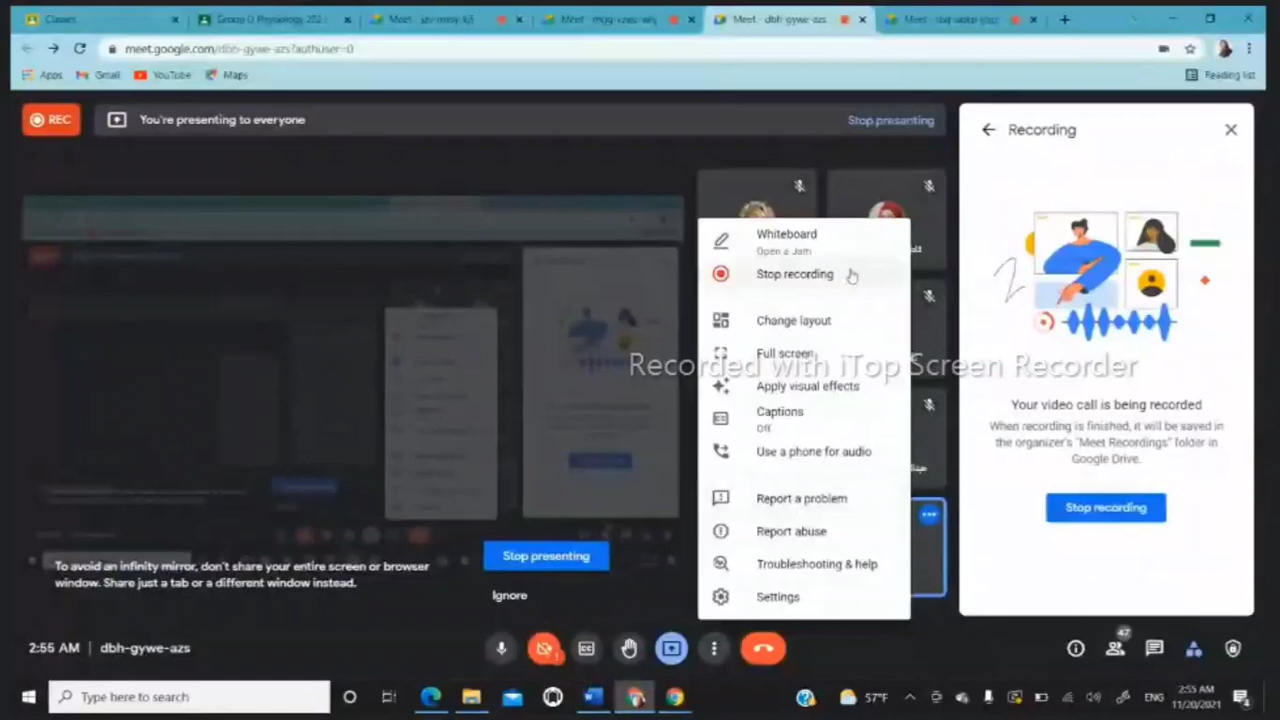 Classes
Group D Physiology 202
Meet
Meet
Meet - dbh-gywe-azs
Meet
meet.google.com/dbh-gywe-azs?authuser=0
Apps
Gmail
YouTube
Maps
Reading list
REC
You're presenting to everyone
Stop presenting
Recording
Whiteboard
Open a Jam
Stop recording
Change layout
Full screen
Recorded with iTop Screen Recorder
Apply visual effects
Captions
Off
Use a phone for audio
Report a problem
Report abuse
Troubleshooting & help
Settings
Your video call is being recorded
When recording is finished, it will be saved in
the organizer's "Meet Recordings" folder in
Google Drive.
Stop recording
To avoid an infinity mirror, don't share your entire screen or browser
window. Share just a tab or a different window instead.
Stop presenting
Ignore
2:55 AM
dbh-gywe-azs
47
Type here to search
57°F
ENG
2:55 AM
11/20/2021
4